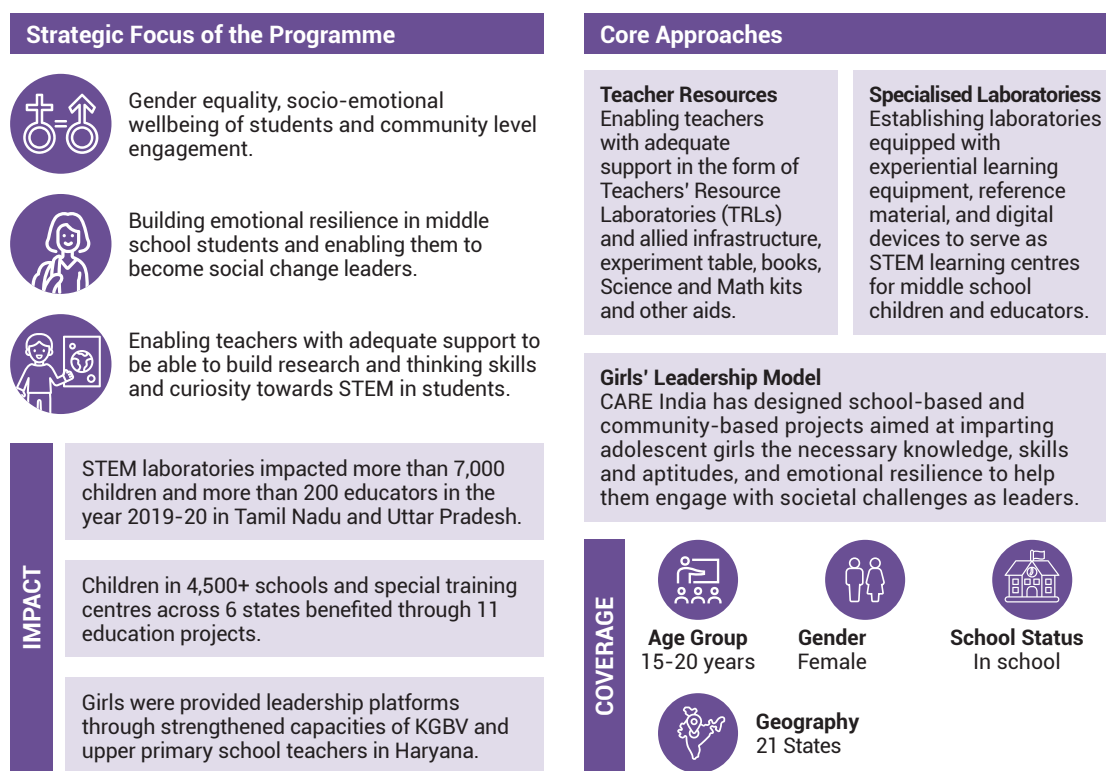 Strategic Focus of the Programme
Gender equality, socio-emotional
wellbeing of students and community level
engagement.
Building emotional resilience in middle
school students and enabling them to
become social change leaders.
Enabling teachers with adequate support to
be able to build research and thinking skills
and curiosity towards STEM in students.
IMPACT
STEM laboratories impacted more than 7,000
children and more than 200 educators in the
year 2019-20 in Tamil Nadu and Uttar Pradesh.
Children in 4,500+ schools and special training
centres across 6 states benefited through 11
education projects.
Girls were provided leadership platforms
through strengthened capacities of KGBV and
upper primary school teachers in Haryana.
Core Approaches
Teacher Resources
Enabling teachers
with adequate
support in the form of
Teachers' Resource
Laboratories (TRLs)
and allied infrastructure,
experiment table, books,
Science and Math kits
and other aids.
Specialised Laboratoriess
Establishing laboratories
equipped with
experiential learning
equipment, reference
material, and digital
devices to serve as
STEM learning centres
for middle school
children and educators.
Girls' Leadership Model
CARE India has designed school-based and
community-based projects aimed at imparting
adolescent girls the necessary knowledge, skills
and aptitudes, and emotional resilience to help
them engage with societal challenges as leaders.
COVERAGE
Age Group
15-20 years
Gender
Female
School Status
In school
Geography
21 States